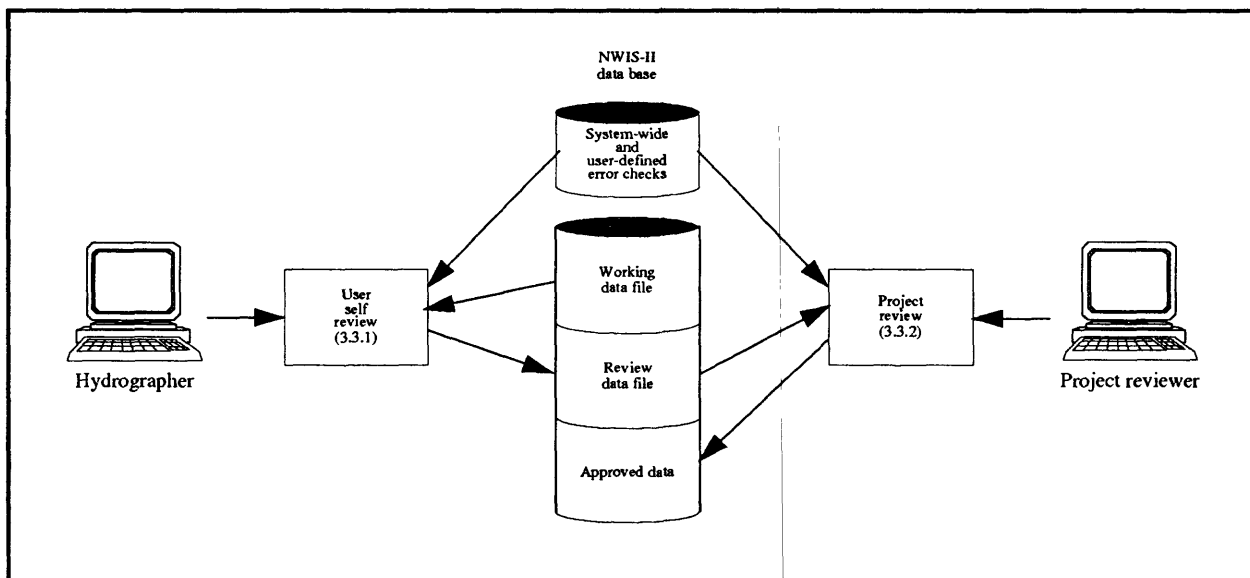 NWIS-II
data base
System-wide
and
user-defined
error checks
Working
data file
User
self
review
(3.3.1)
Project
review
(3.3.2)
Hydrographer
Review
data file
Project reviewer
Approved data